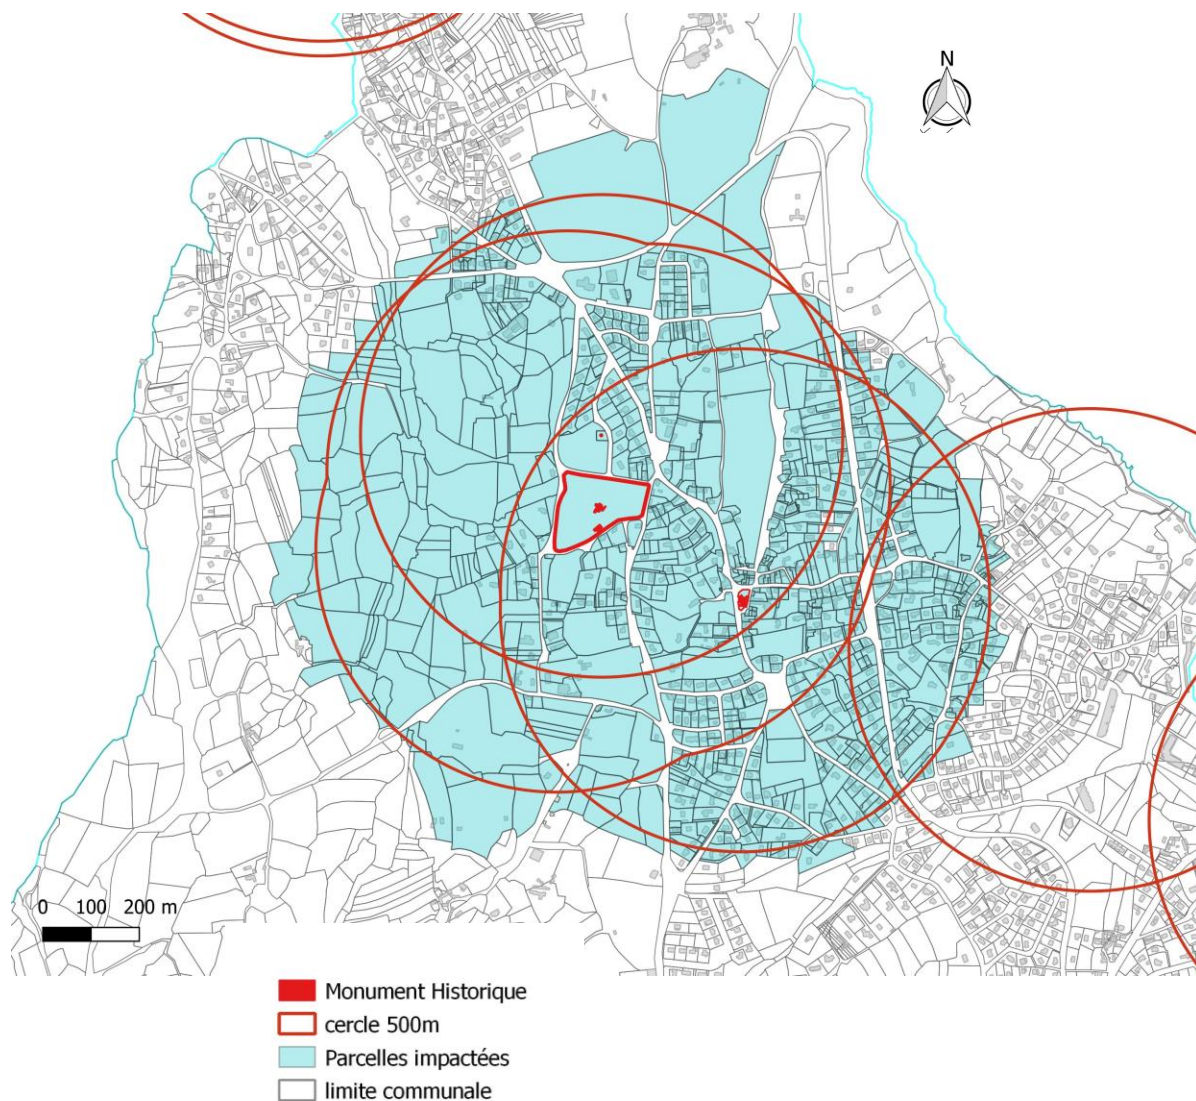 N
0 100 200 m
Monument Historique
cercle 500m
Parcelles impactées
limite communale